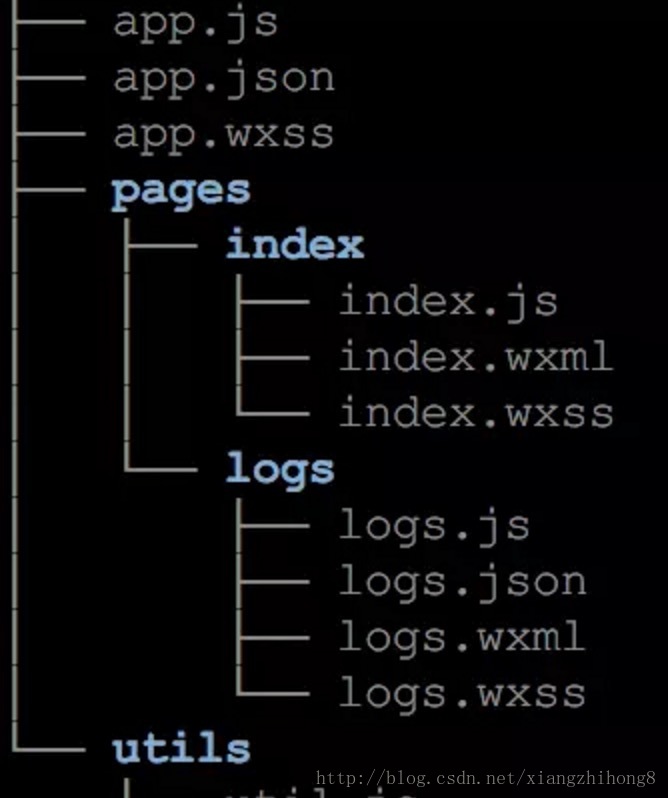 app.js
app.json
app.wxss
pages
index
index.js
index.wxml
index.wxss
logs
logs.js
logs.json
logs.wxml
logs.wxss
utils
http://blog.csdn.net/xiangzhihong8